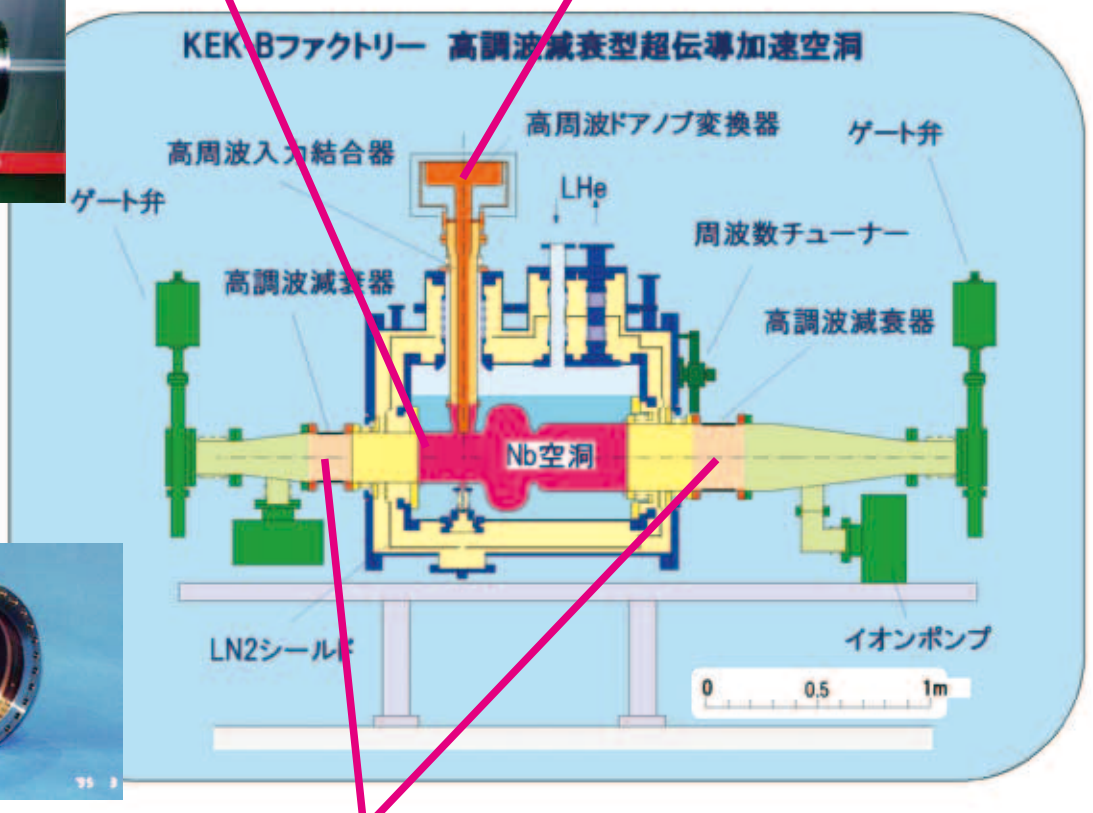 KEK Bファクトリー 高調波減衰型超伝導加速空洞
高周波ドアノブ変換器
ゲート弁
高周波入力結合器
LHe
ゲート弁
周波数チューナー
高調波減衰器
高調波減衰器
Nb空洞
LN2シールド
イオンポンプ
0 0.5 1m
'95 3